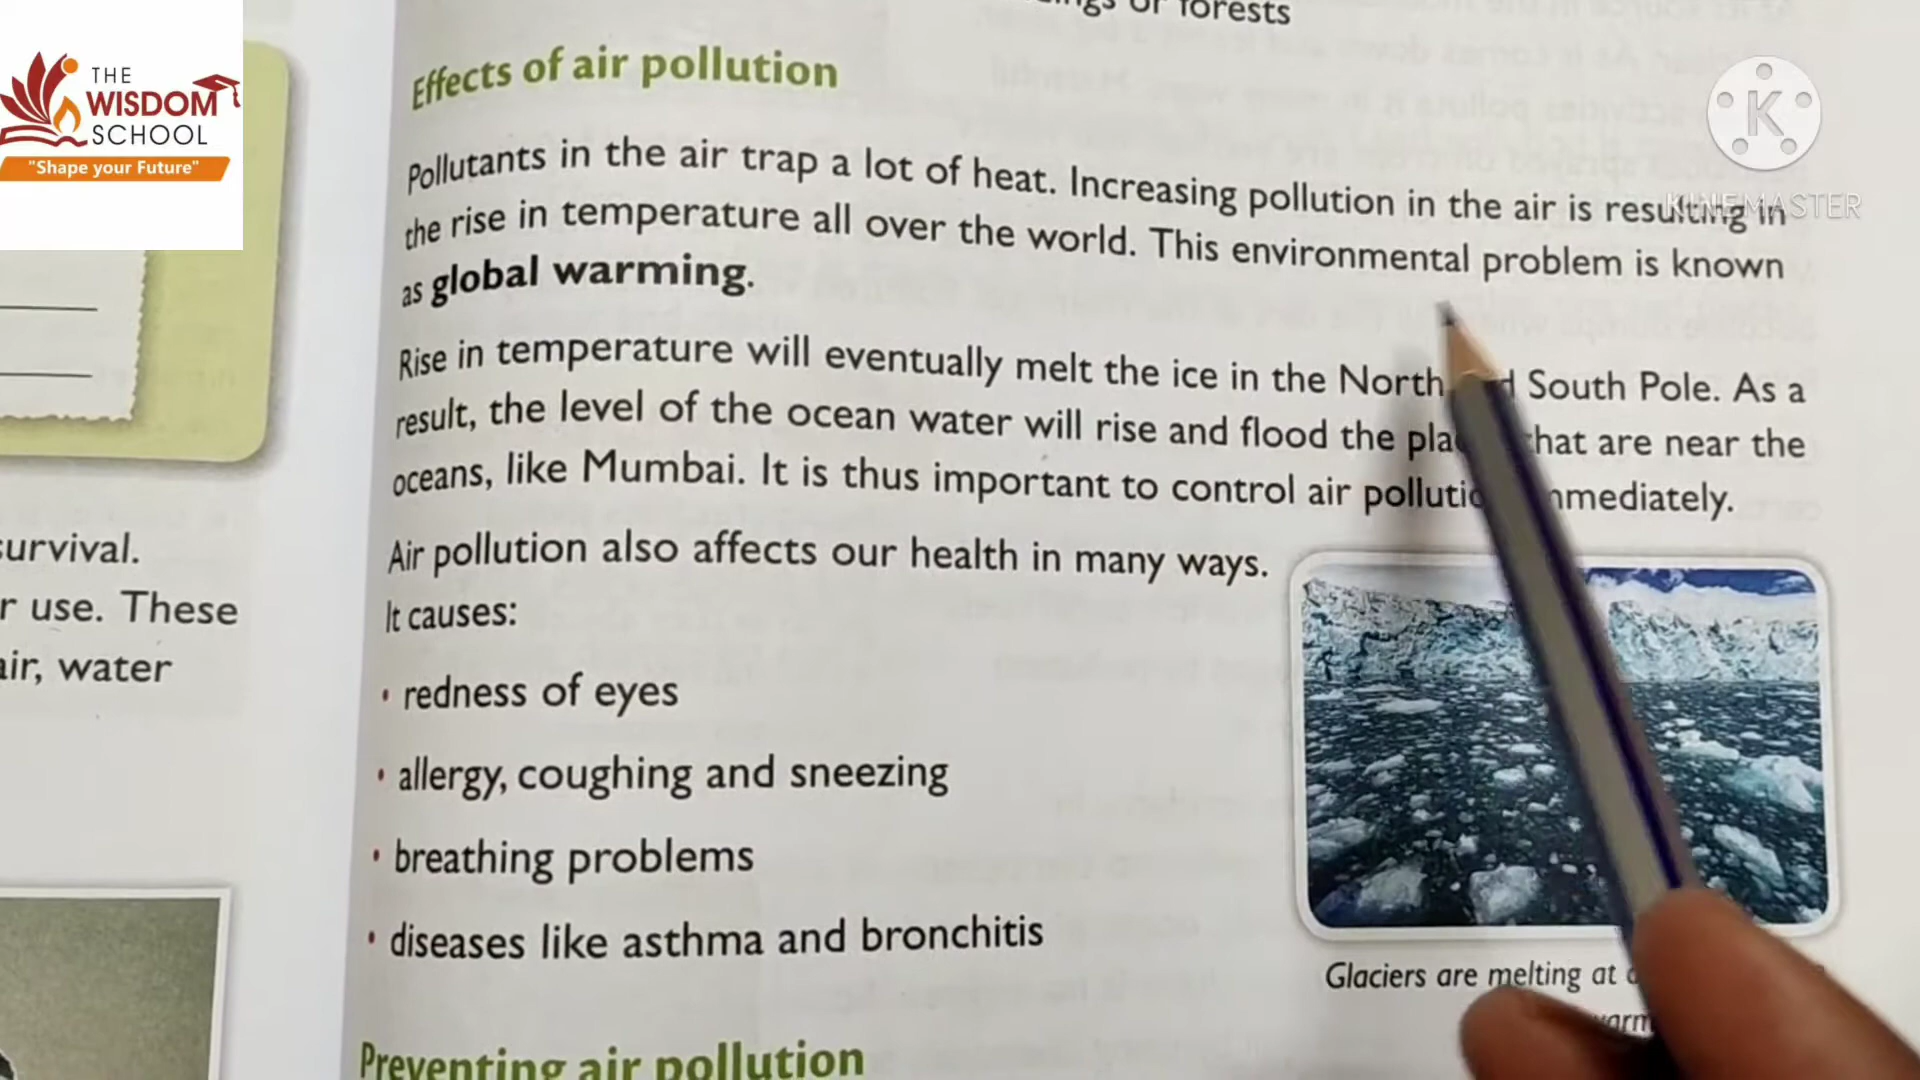 THE
WISDOM
SCHOOL
"Shape your Future"
K
KINEMASTER
survival.
r use. These
air, water
of forests
Effects of air pollution
Pollutants in the air trap a lot of heat. Increasing pollution in the air is resulting in
the rise in temperature all over the world. This environmental problem is known
as global warming.
Rise in temperature will eventually melt the ice in the North South Pole. As a
result, the level of the ocean water will rise and flood the that are near the
oceans, like Mumbai. It is thus important to control air immediately.
Air pollution also affects our health in many ways.
It causes:
• redness of eyes
• allergy, coughing and sneezing
• breathing problems
• diseases like asthma and bronchitis
Glaciers are melting at
Preventing air pollution